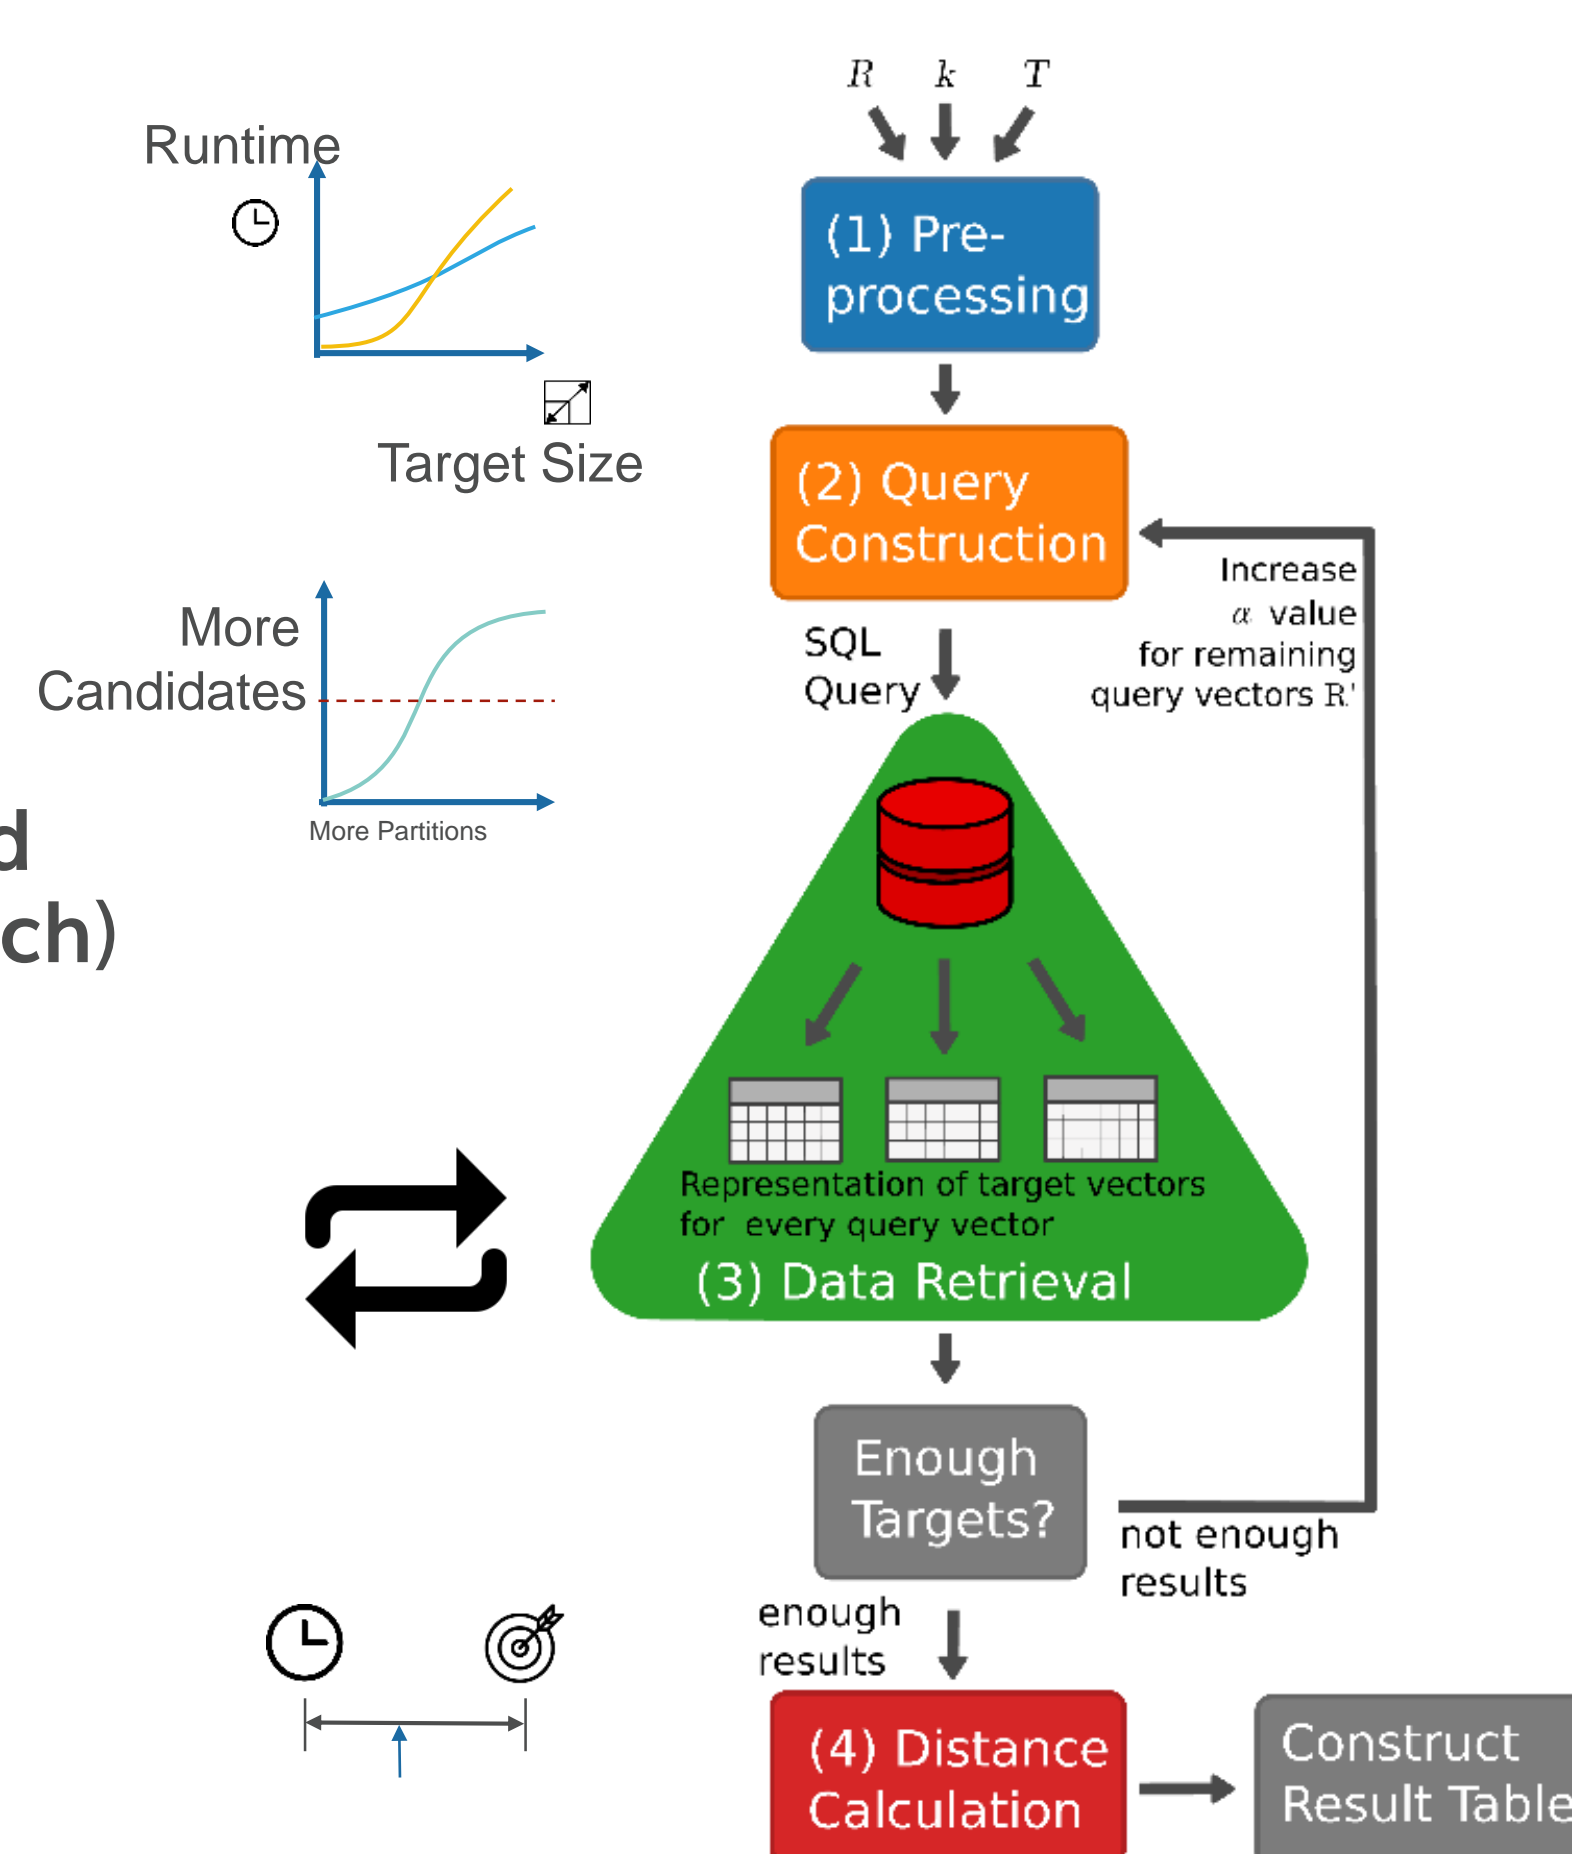 Runtime
Target Size
More
Candidates
More Partitions
d
ch)
R k T
(1) Pre-
processing
(2) Query
Construction
Increase
α value
for remaining
query vectors R'
SQL
Query
Representation of target vectors
for every query vector
(3) Data Retrieval
Enough
Targets?
not enough
results
enough
results
(4) Distance
Calculation
Construct
Result Table